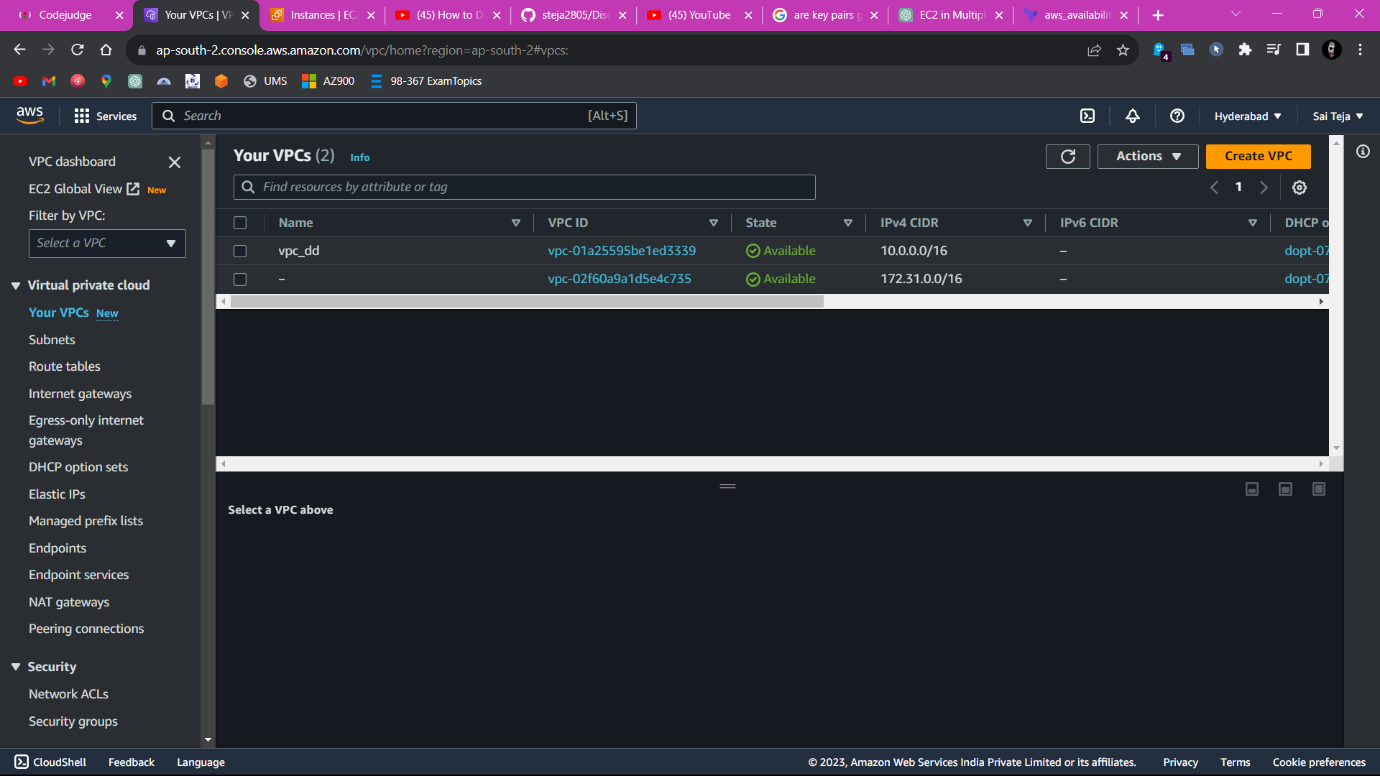 Codejudge
Your VPCs | VP
Instances | EC
(45) How to D
steja2805/Disc
(45) YouTube
are key pairs g
EC2 in Multipl
aws_availabilit
ap-south-2.console.aws.amazon.com/vpc/home?region=ap-south-2#vpcs:
4
UMS
AZ900
98-367 ExamTopics
aws
Services
Search
[Alt+S]
Hyderabad
Sai Teja
VPC dashboard
EC2 Global View New
Filter by VPC:
Select a VPC
Virtual private cloud
Your VPCs New
Subnets
Route tables
Internet gateways
Egress-only internet
gateways
DHCP option sets
Elastic IPs
Managed prefix lists
Endpoints
Endpoint services
NAT gateways
Peering connections
Security
Network ACLs
Security groups
Your VPCs (2) Info
Actions
Create VPC
Find resources by attribute or tag
1
Name VPC ID State IPv4 CIDR IPv6 CIDR DHCP o
vpc_dd vpc-01a25595be1ed3339 Available 10.0.0.0/16 – dopt-07
– vpc-02f60a9a1d5e4c735 Available 172.31.0.0/16 – dopt-07
Select a VPC above
CloudShell Feedback Language
© 2023, Amazon Web Services India Private Limited or its affiliates. Privacy Terms Cookie preferences